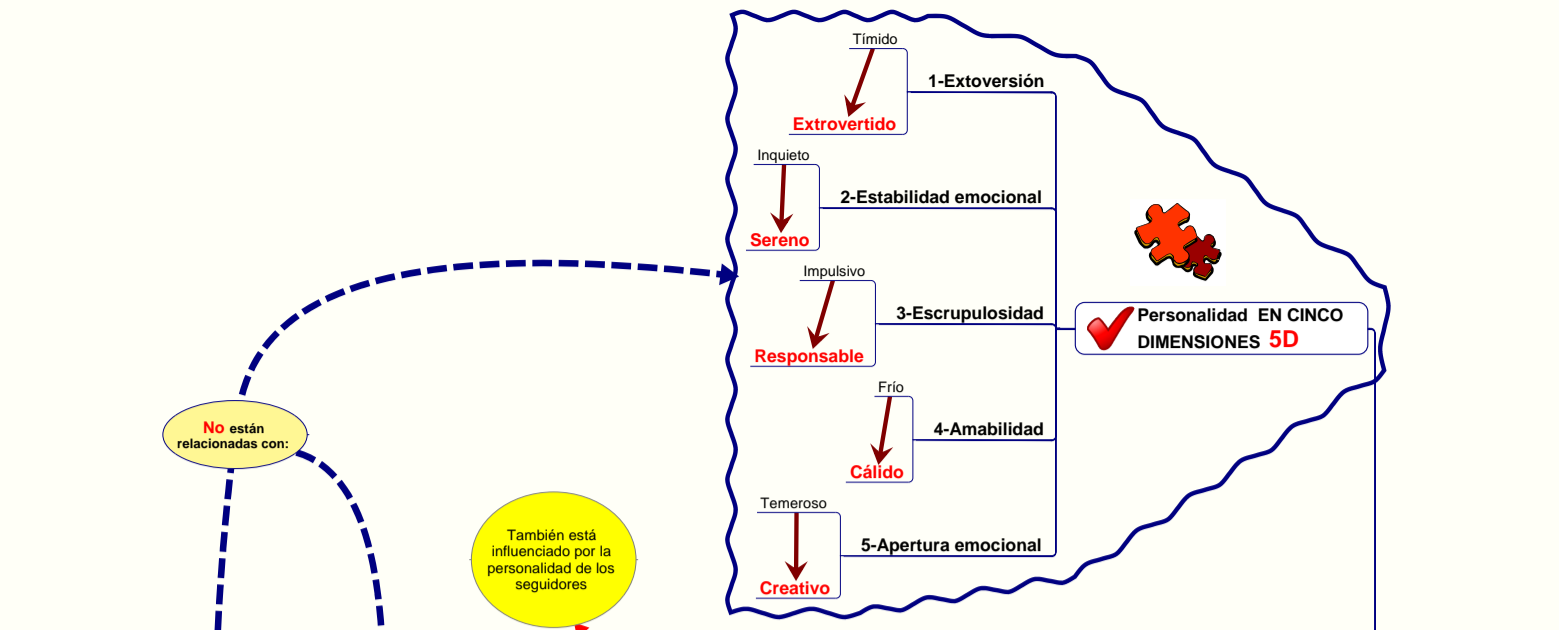 Tímido
1-Extoversión
Extrovertido
Inquieto
2-Estabilidad emocional
Sereno
Impulsivo
3-Escrupulosidad
Responsable
Personalidad EN CINCO
DIMENSIONES 5D
Frío
4-Amabilidad
Cálido
Temeroso
5-Apertura emocional
Creativo
No están
relacionadas con:
También está
influenciado por la
personalidad de los
seguidores